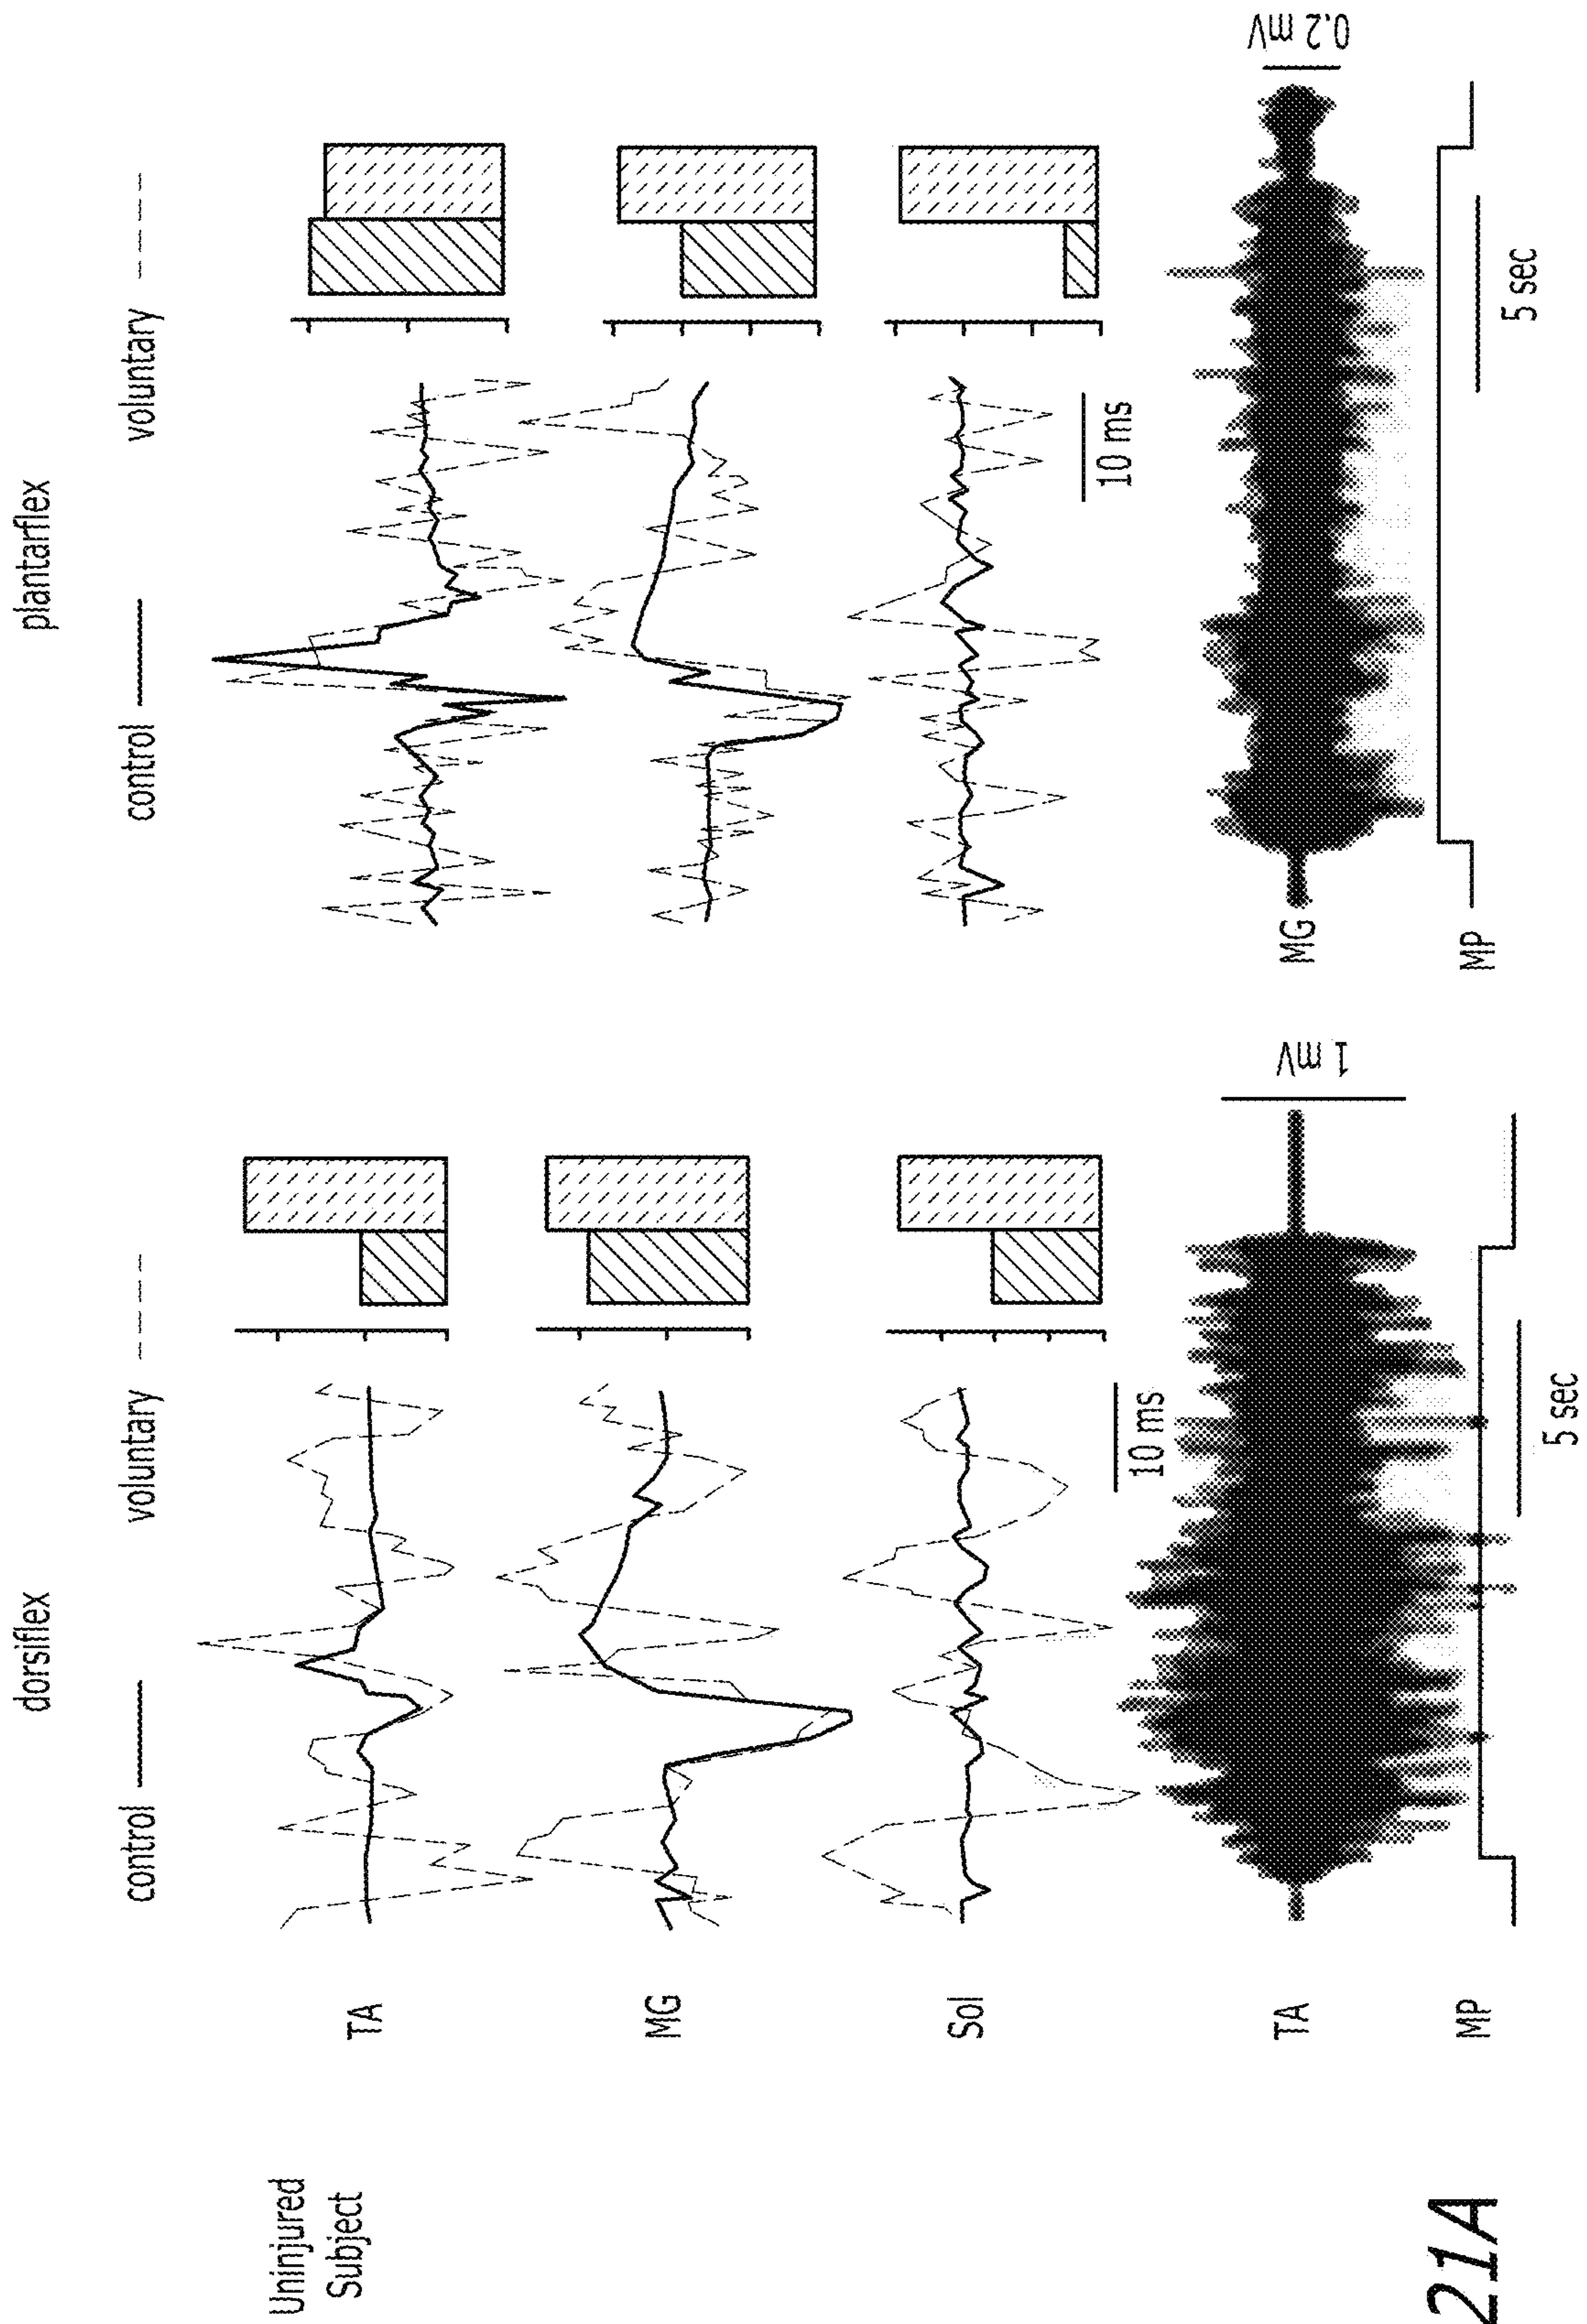 Uninjured
Subject
dorsiflex
control
voluntary
TA
MG
Sol
10 ms
TA
1 mV
MP
5 sec
plantarflex
control
voluntary
10 ms
MG
0.2 mV
MP
5 sec
21A